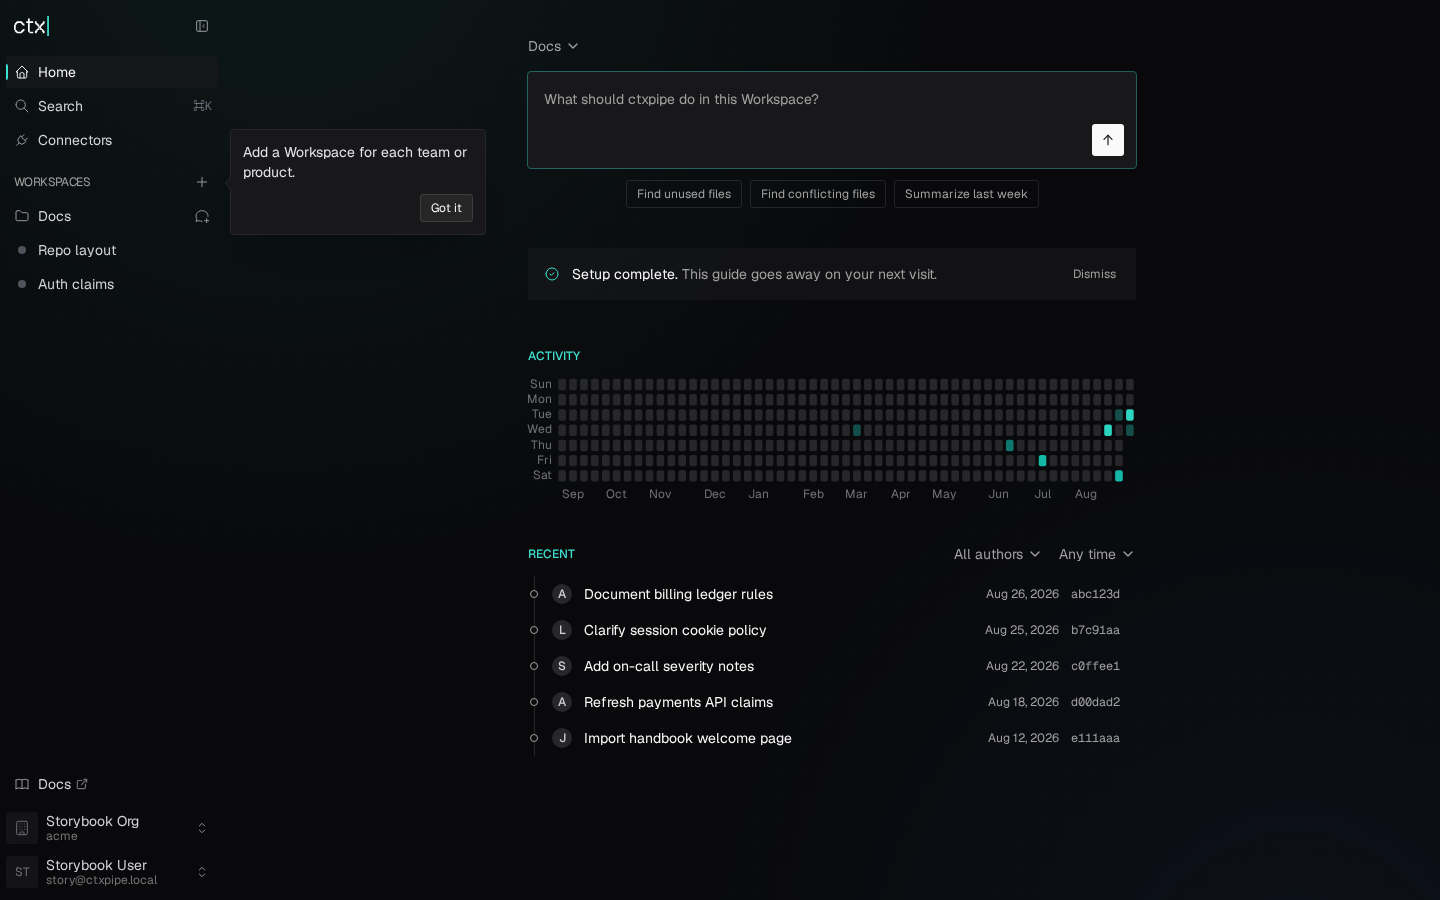 ctx
Home
Search ⌘K
Connectors
WORKSPACES
Docs
Repo layout
Auth claims
Add a Workspace for each team or
product.
Got it
Docs
What should ctxpipe do in this Workspace?
Find unused files
Find conflicting files
Summarize last week
Setup complete. This guide goes away on your next visit.
Dismiss
ACTIVITY
Sun
Mon
Tue
Wed
Thu
Fri
Sat
Sep Oct Nov Dec Jan Feb Mar Apr May Jun Jul Aug
RECENT
All authors
Any time
A Document billing ledger rules Aug 26, 2026 abc123d
L Clarify session cookie policy Aug 25, 2026 b7c91aa
S Add on-call severity notes Aug 22, 2026 c0ffee1
A Refresh payments API claims Aug 18, 2026 d00dad2
J Import handbook welcome page Aug 12, 2026 e111aaa
Docs
Storybook Org
acme
ST
Storybook User
story@ctxpipe.local